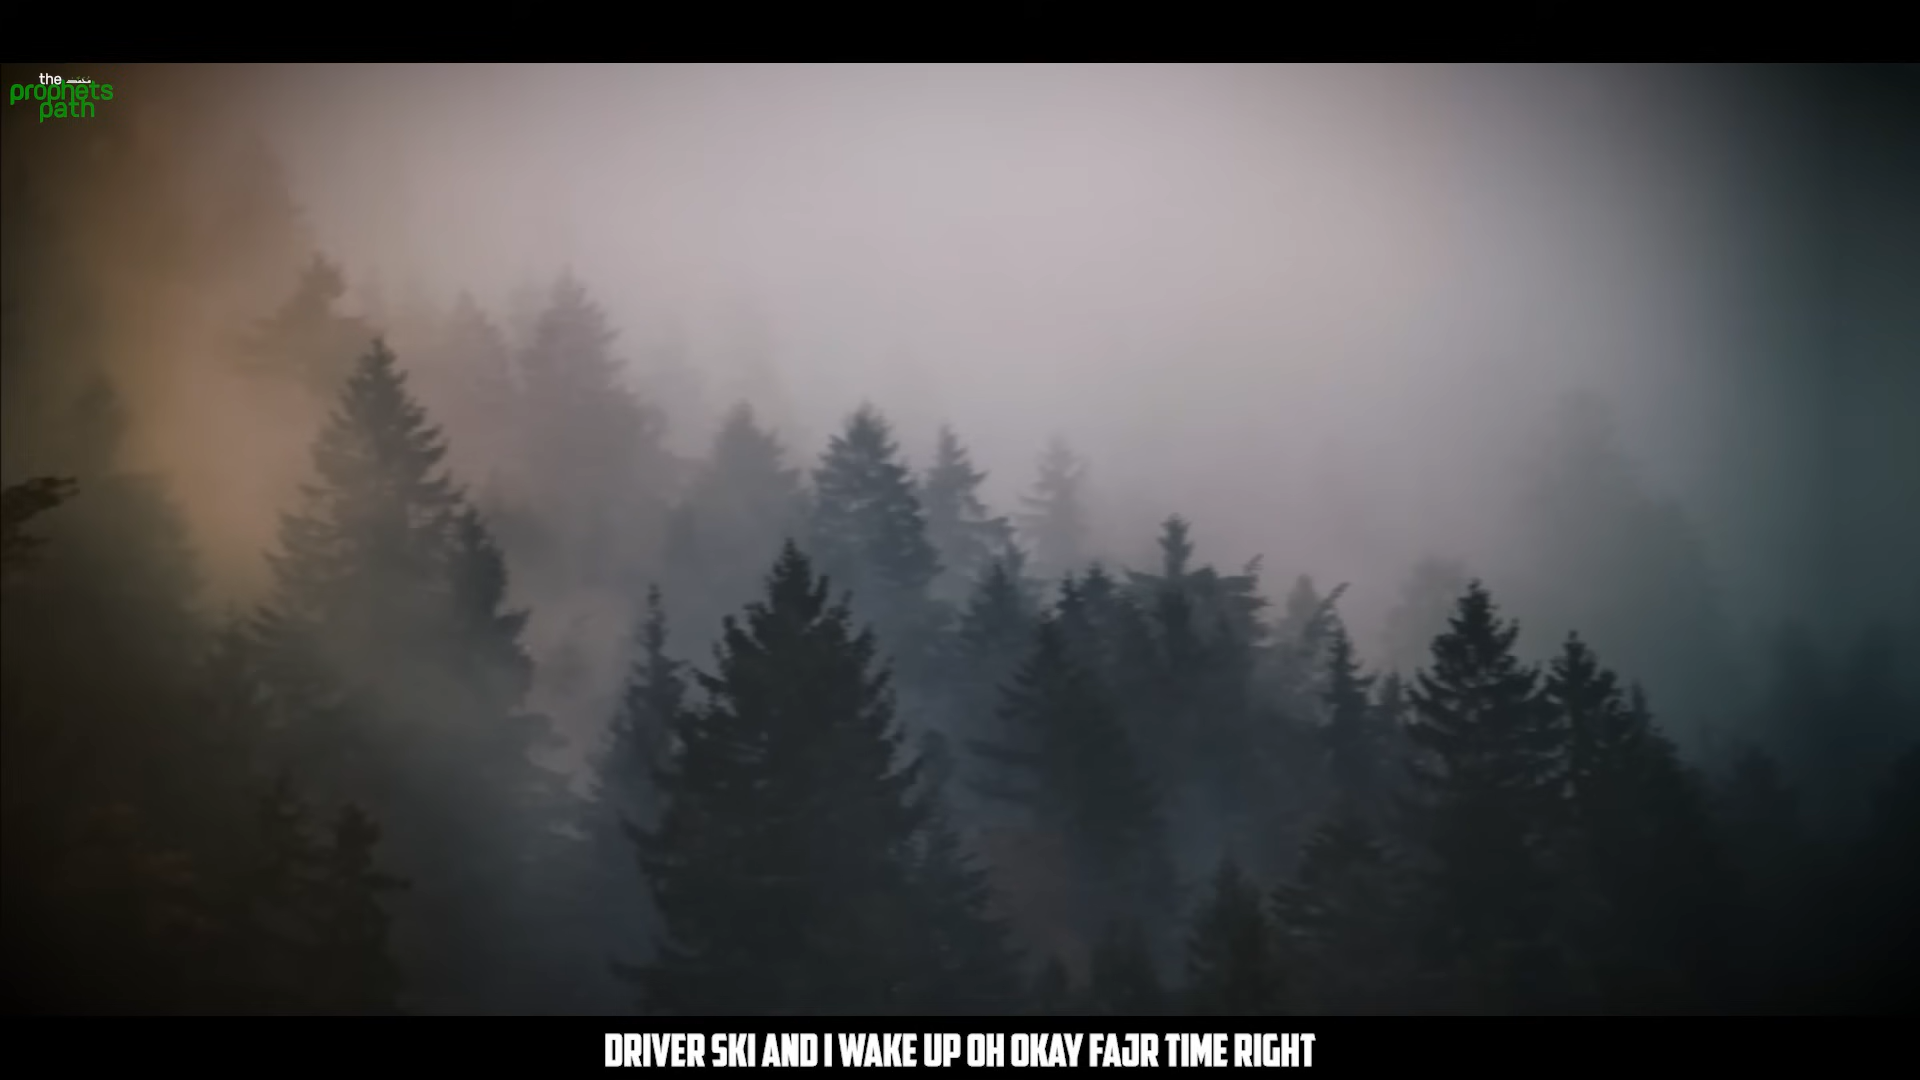 the
prophets
path
DRIVER SKI AND I WAKE UP OH OKAY FAJR TIME RIGHT